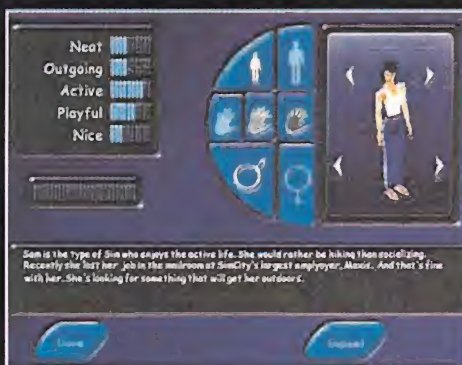 Neat
Outgoing
Active
Playful
Nice
Sam is the type of Sim who enjoys the active life. She would rather be hiking than socializing.
Recently she lost her job in the mailroom at SimCity's largest employer, Maxis. And that's fine
with her. She's looking for something that will get her outdoors.